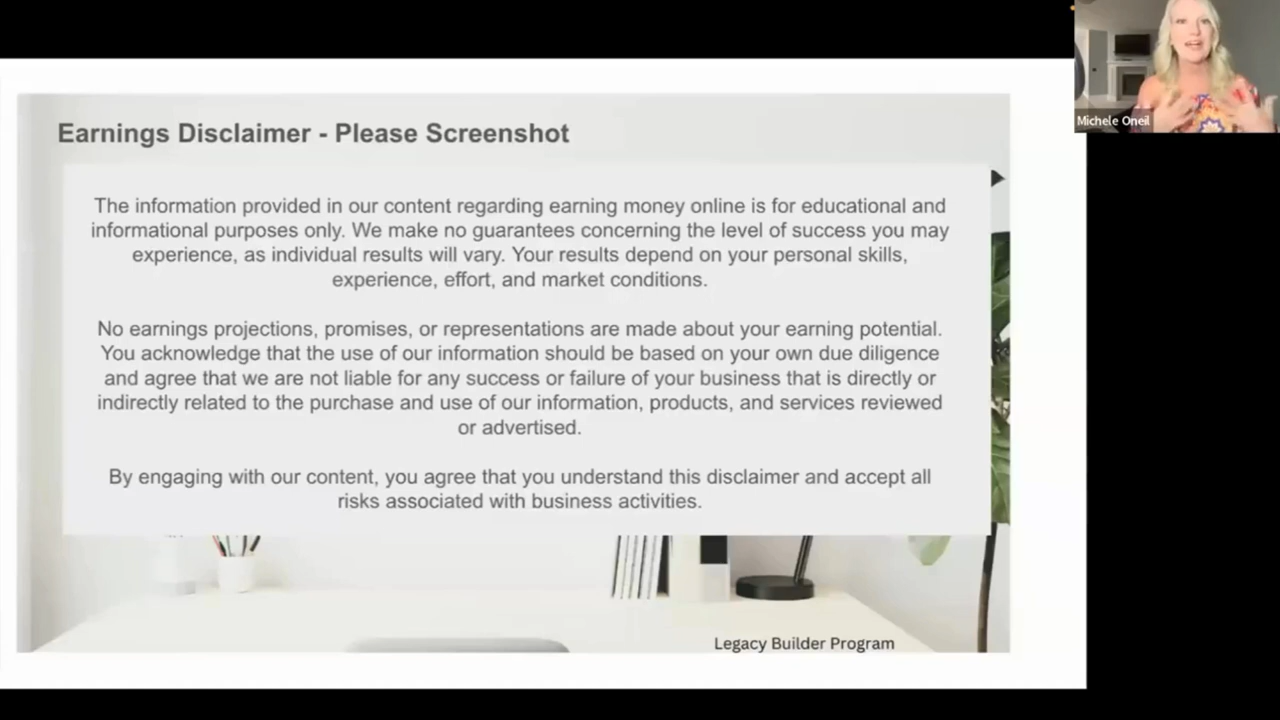 Michele Oneil
Earnings Disclaimer - Please Screenshot
The information provided in our content regarding earning money online is for educational and
informational purposes only. We make no guarantees concerning the level of success you may
experience, as individual results will vary. Your results depend on your personal skills,
experience, effort, and market conditions.
No earnings projections, promises, or representations are made about your earning potential.
You acknowledge that the use of our information should be based on your own due diligence
and agree that we are not liable for any success or failure of your business that is directly or
indirectly related to the purchase and use of our information, products, and services reviewed
or advertised.
By engaging with our content, you agree that you understand this disclaimer and accept all
risks associated with business activities.
Legacy Builder Program